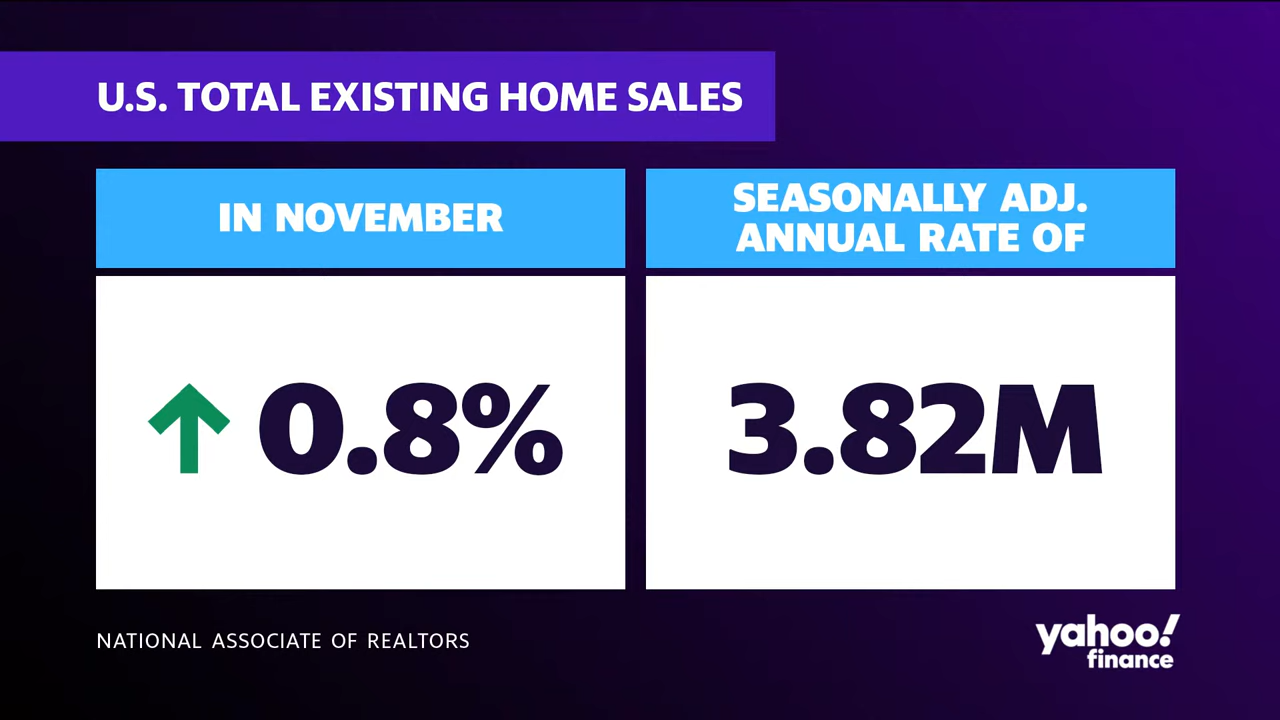 U.S. TOTAL EXISTING HOME SALES
IN NOVEMBER
0.8%
SEASONALLY ADJ.
ANNUAL RATE OF
3.82M
NATIONAL ASSOCIATE OF REALTORS
yahoo!
finance